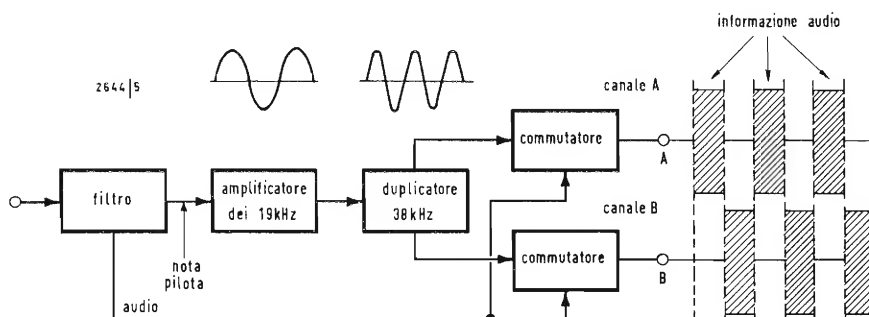 informazione audio
2644|5
canale A
commutatore
A
filtro
amplificatore
dei 19kHz
duplicatore
38kHz
canale B
commutatore
B
nota
pilota
audio